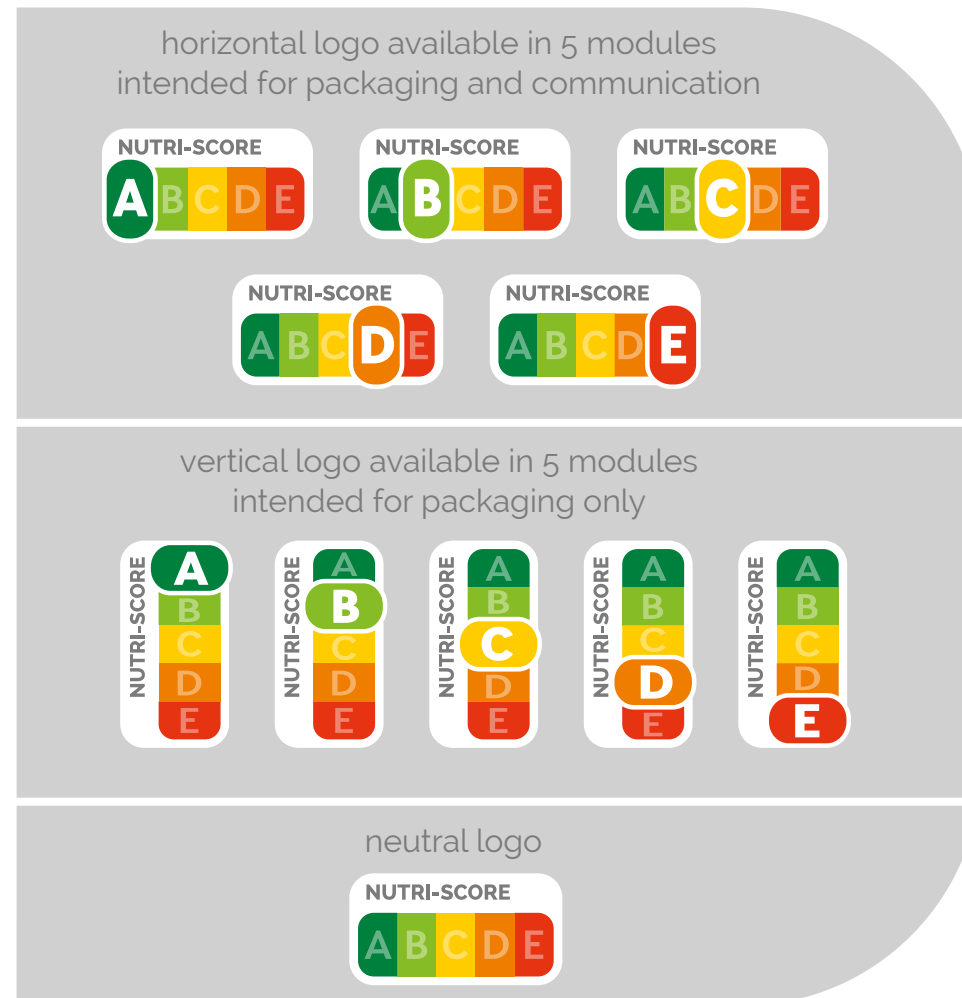 horizontal logo available in 5 modules
intended for packaging and communication
NUTRI-SCORE NUTRI-SCORE NUTRI-SCORE
A B C D E A B C D E A B C D E
NUTRI-SCORE NUTRI-SCORE
A B C D E A B C D E
vertical logo available in 5 modules
intended for packaging only
NUTRI-SCORE
A
B
C
D
E
NUTRI-SCORE
A
B
C
D
E
NUTRI-SCORE
A
B
C
D
E
NUTRI-SCORE
A
B
C
D
E
NUTRI-SCORE
A
B
C
D
E
neutral logo
NUTRI-SCORE
A B C D E